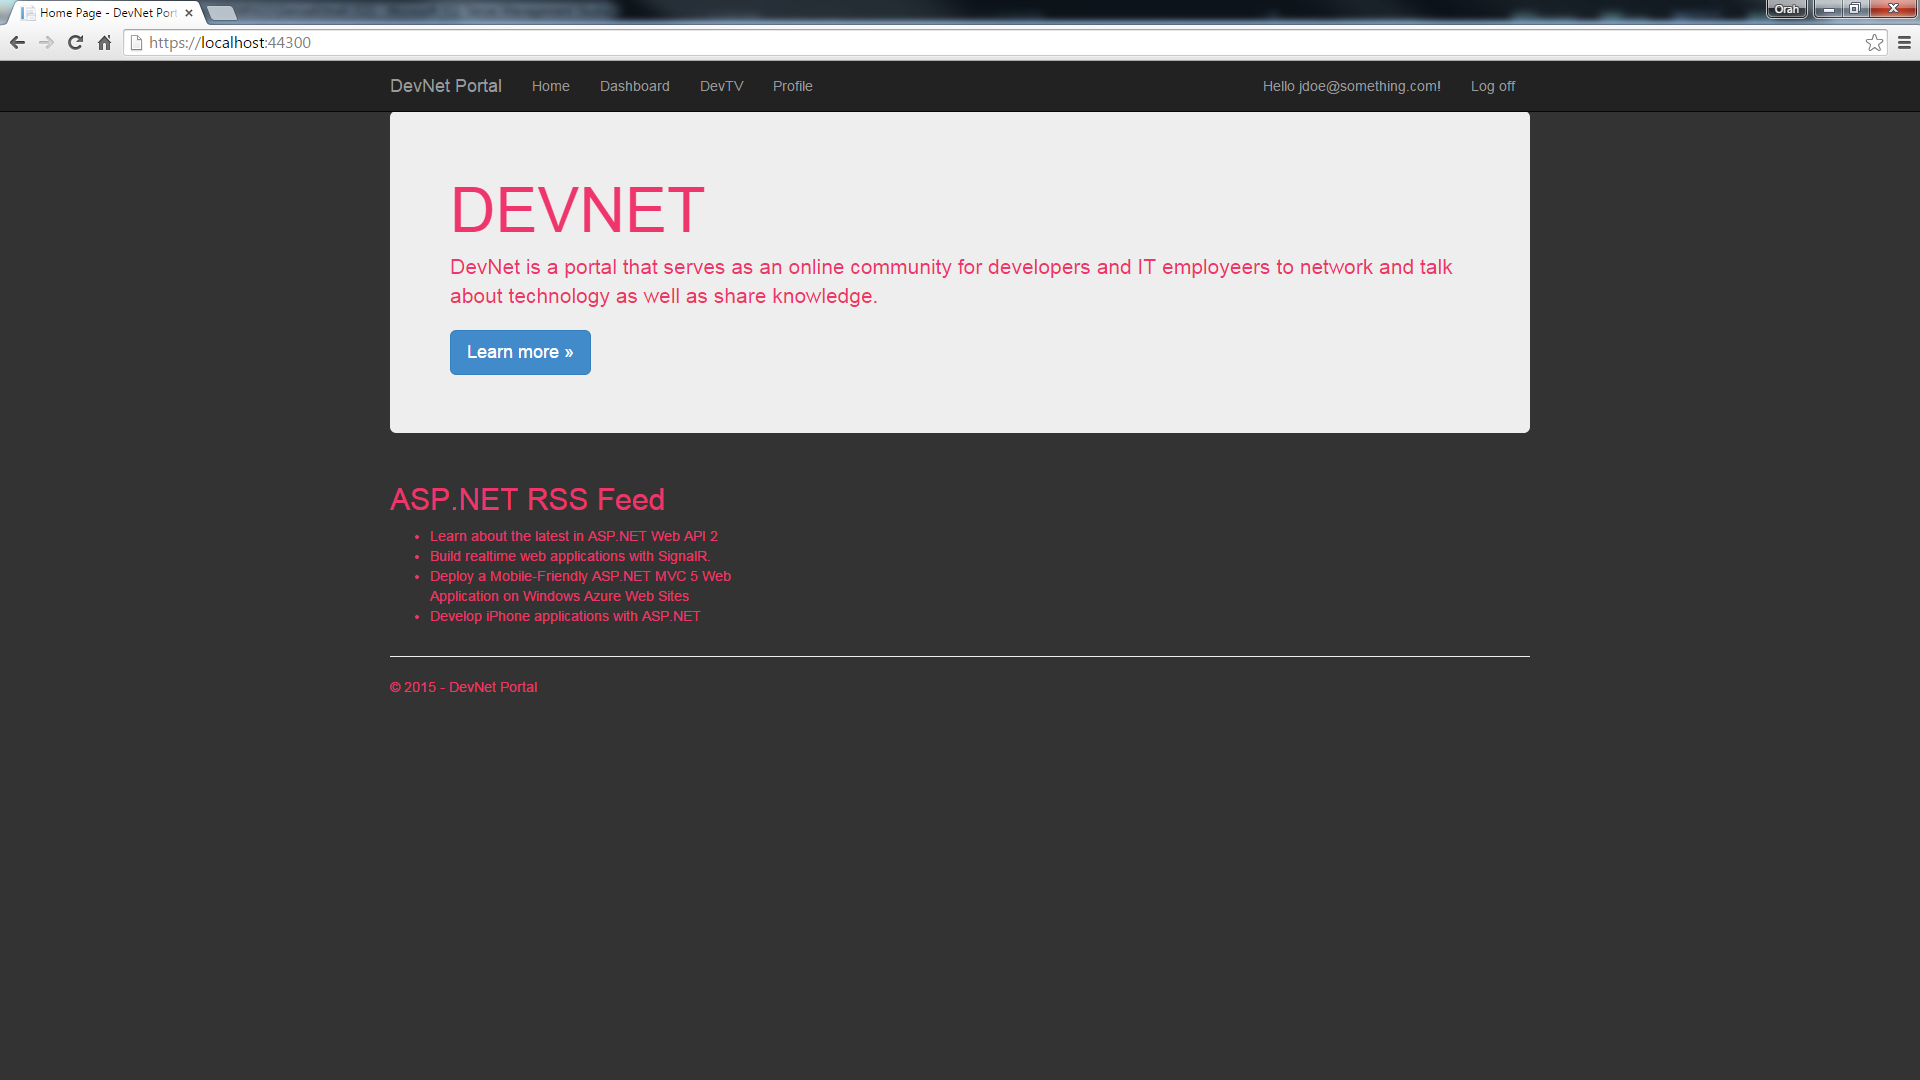 Home Page - DevNet Port
Orah
https://localhost:44300
DevNet Portal Home Dashboard DevTV Profile Hello jdoe@something.com! Log off
DEVNET
DevNet is a portal that serves as an online community for developers and IT employeers to network and talk
about technology as well as share knowledge.
Learn more »
ASP.NET RSS Feed
• Learn about the latest in ASP.NET Web API 2
• Build realtime web applications with SignalR.
• Deploy a Mobile-Friendly ASP.NET MVC 5 Web
Application on Windows Azure Web Sites
• Develop iPhone applications with ASP.NET
© 2015 - DevNet Portal